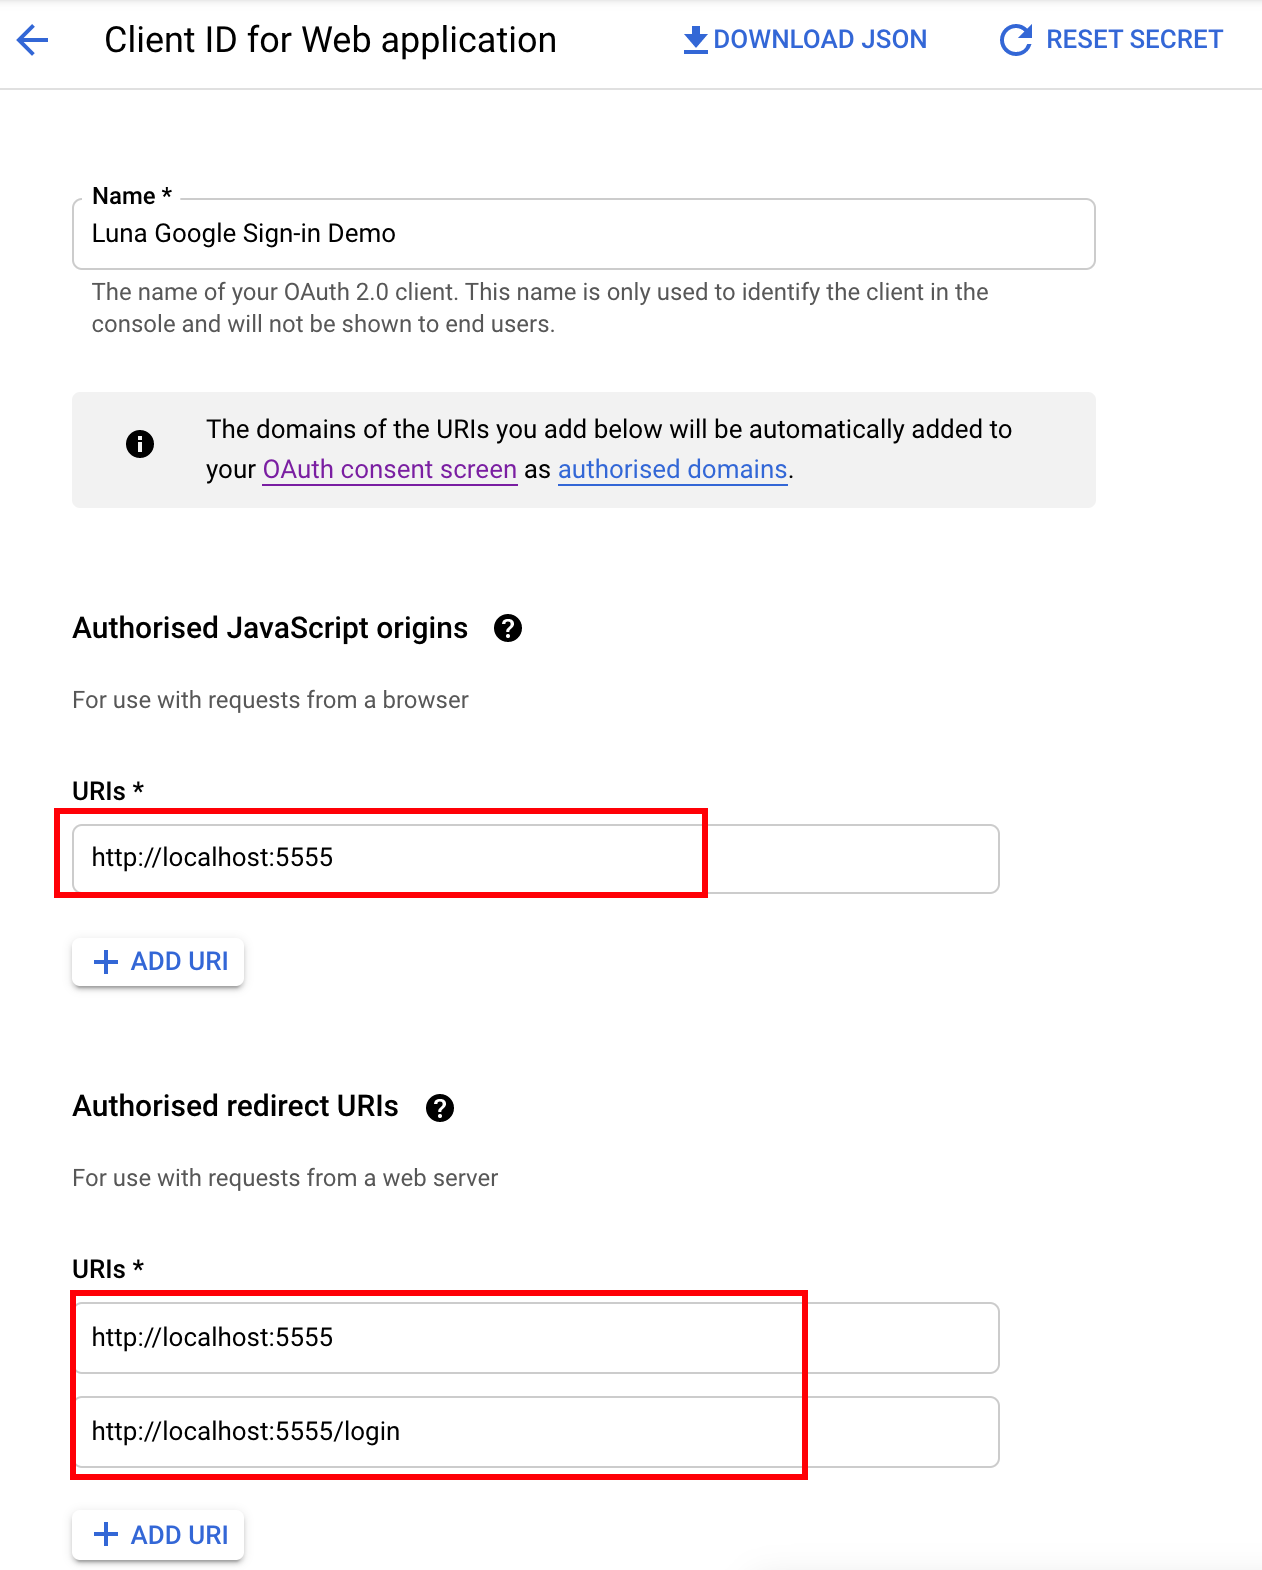 Client ID for Web application
DOWNLOAD JSON
RESET SECRET
Name *
Luna Google Sign-in Demo
The name of your OAuth 2.0 client. This name is only used to identify the client in the
console and will not be shown to end users.
The domains of the URIs you add below will be automatically added to
your OAuth consent screen as authorised domains.
Authorised JavaScript origins
For use with requests from a browser
URIs *
http://localhost:5555
ADD URI
Authorised redirect URIs
For use with requests from a web server
URIs *
http://localhost:5555
http://localhost:5555/login
ADD URI